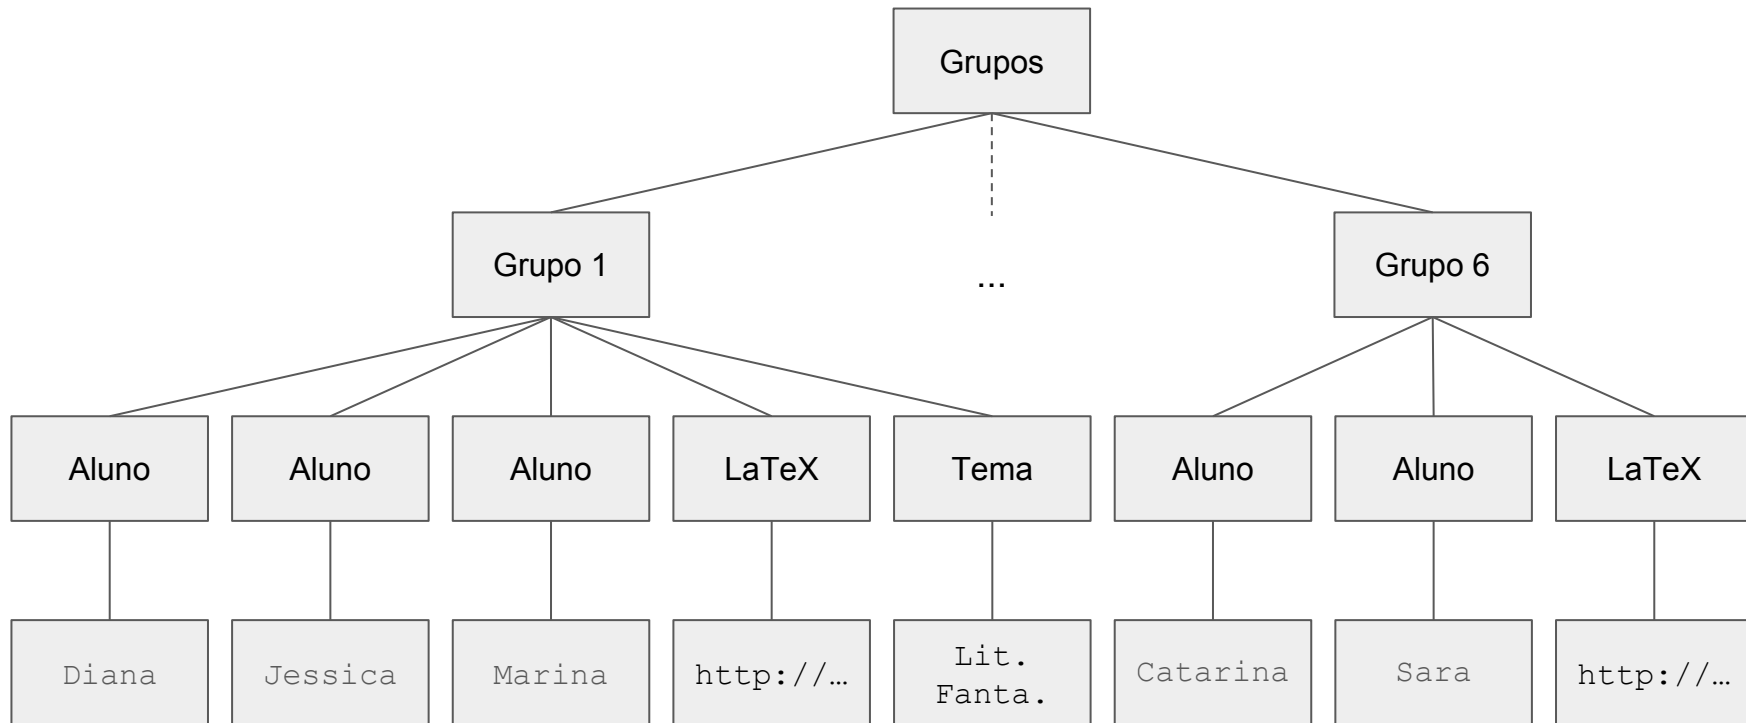 Grupos
Grupo 1
...
Grupo 6
Aluno
Aluno
Aluno
LaTeX
Tema
Aluno
Aluno
LaTeX
Diana
Jessica
Marina
http://…
Lit.
Fanta.
Catarina
Sara
http://…